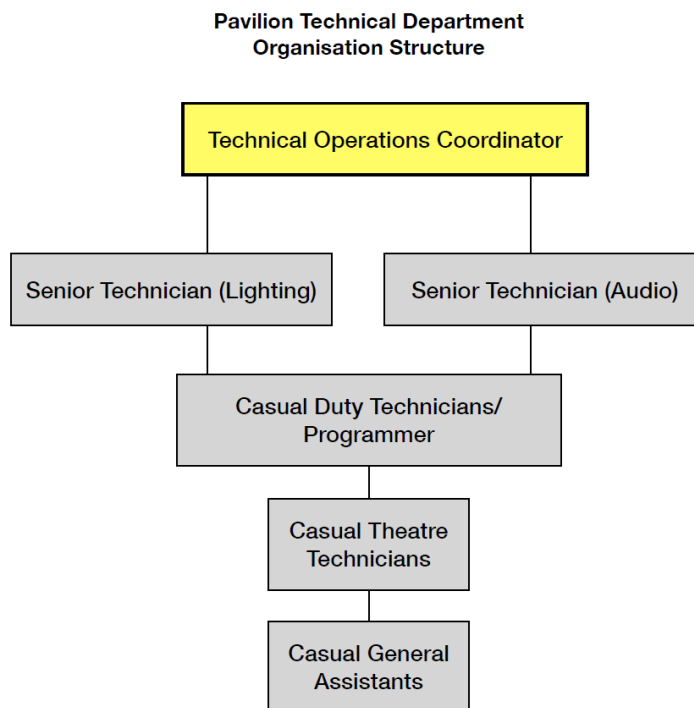 Pavilion Technical Department
Organisation Structure
Technical Operations Coordinator
Senior Technician (Lighting)
Senior Technician (Audio)
Casual Duty Technicians/
Programmer
Casual Theatre
Technicians
Casual General
Assistants